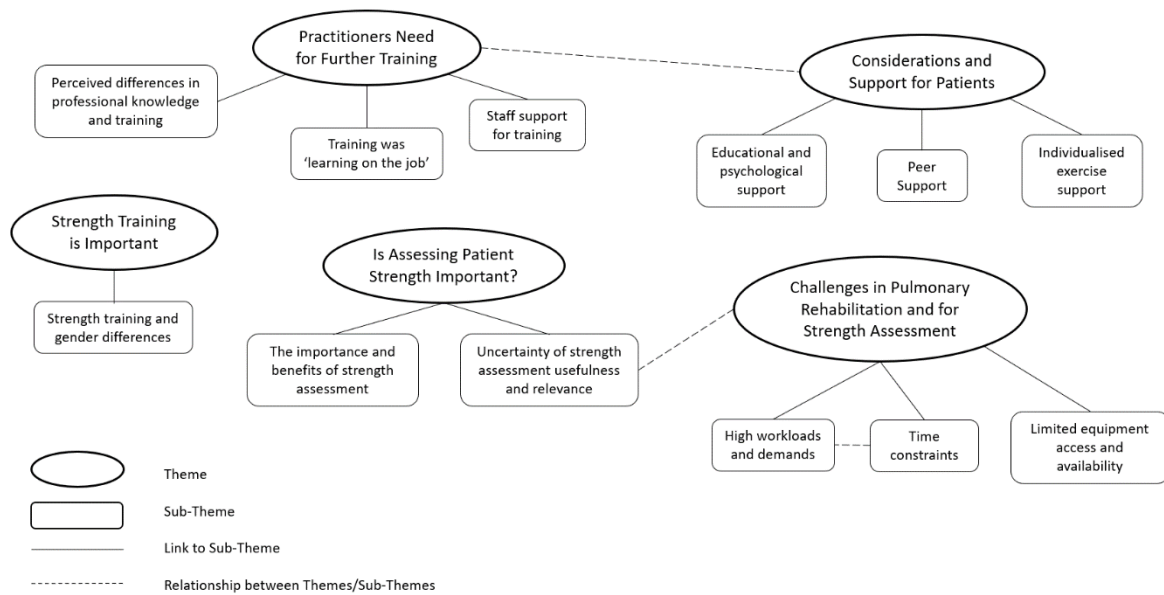 Practitioners Need
for Further Training
Considerations and
Support for Patients
Perceived differences in
professional knowledge
and training
Training was
‘learning on the job’
Staff support
for training
Educational and
psychological
support
Peer
Support
Individualised
exercise
support
Strength Training
is Important
Strength training and
gender differences
Is Assessing Patient
Strength Important?
The importance and
benefits of strength
assessment
Uncertainty of strength
assessment usefulness
and relevance
Challenges in Pulmonary
Rehabilitation and for
Strength Assessment
High workloads
and demands
Time
constraints
Limited equipment
access and
availability
Theme
Sub-Theme
Link to Sub-Theme
Relationship between Themes/Sub-Themes